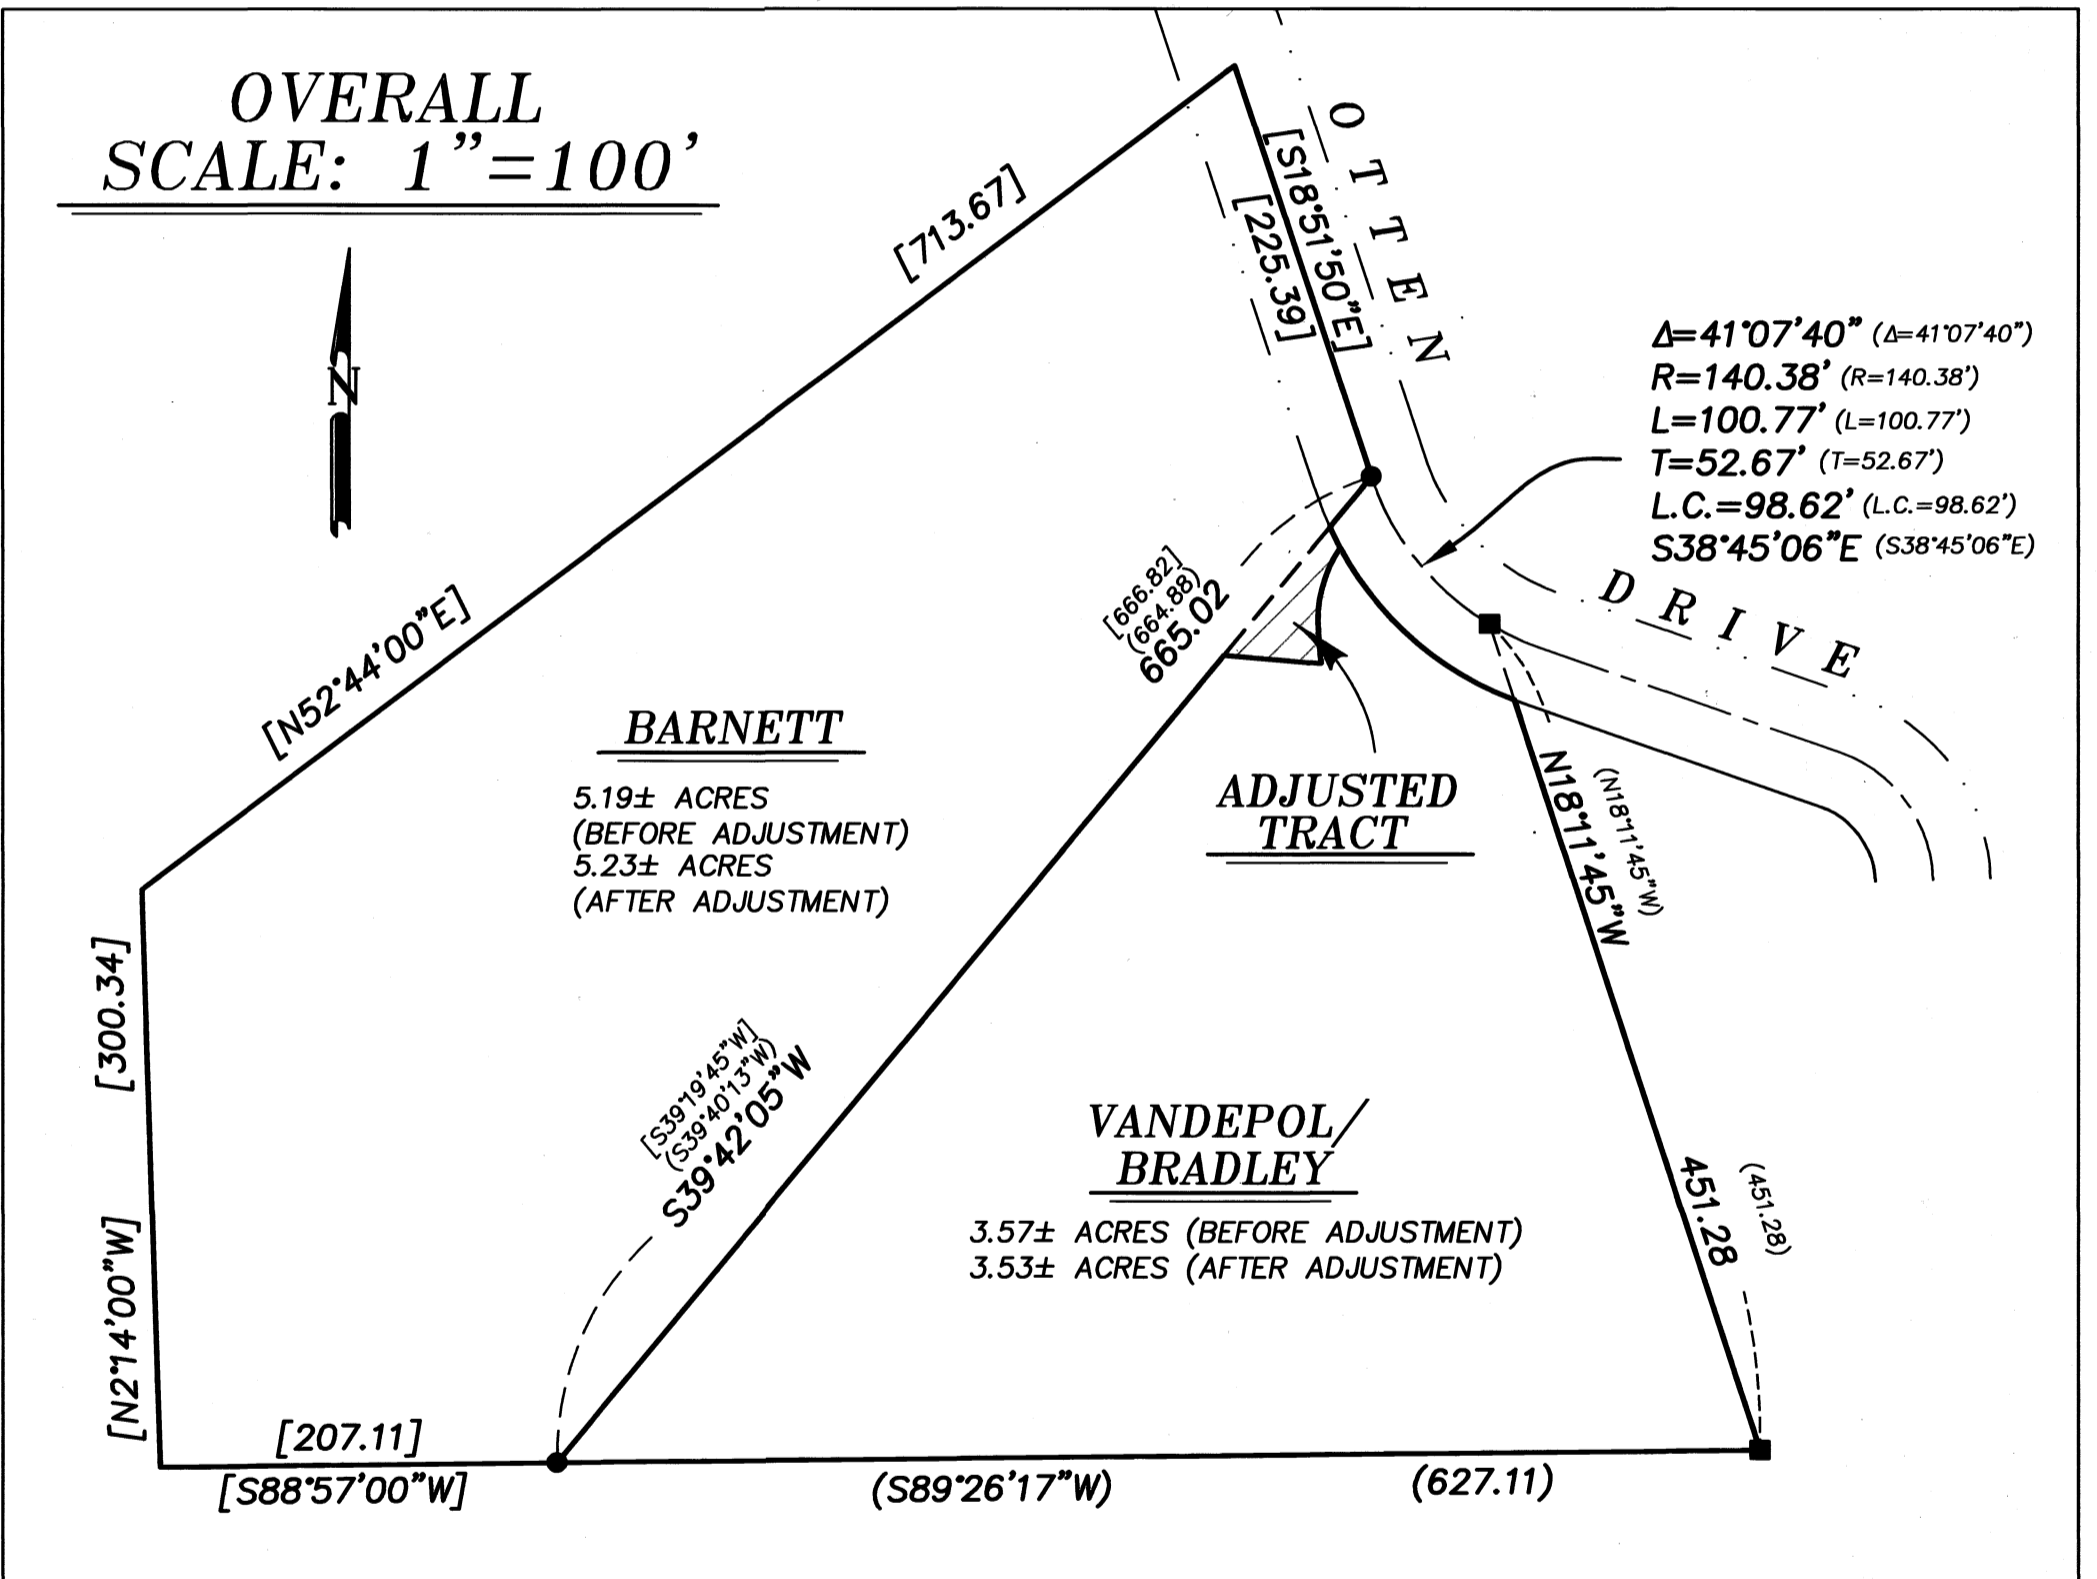 OVERALL
SCALE: 1”=100’
N
[713.67]
[N52°44’00”E]
[S18°51’50”E]
[225.39]
OTTEN
DRIVE
Δ=41°07’40” (Δ=41°07’40”)
R=140.38’ (R=140.38’)
L=100.77’ (L=100.77’)
T=52.67’ (T=52.67’)
L.C.=98.62’ (L.C.=98.62’)
S38°45’06”E (S38°45’06”E)
[666.82]
(664.88)
665.02
BARNETT
5.19± ACRES
(BEFORE ADJUSTMENT)
5.23± ACRES
(AFTER ADJUSTMENT)
ADJUSTED
TRACT
(N18°11’45”W)
N18°11’45”W
[300.34]
[N2°14’00”W]
[S39°19’45”W]
(S39°40’13”W)
S39°42’05”W
VANDEPOL/
BRADLEY
3.57± ACRES (BEFORE ADJUSTMENT)
3.53± ACRES (AFTER ADJUSTMENT)
451.28
(451.28)
[207.11]
[S88°57’00”W]
(S89°26’17”W)
(627.11)